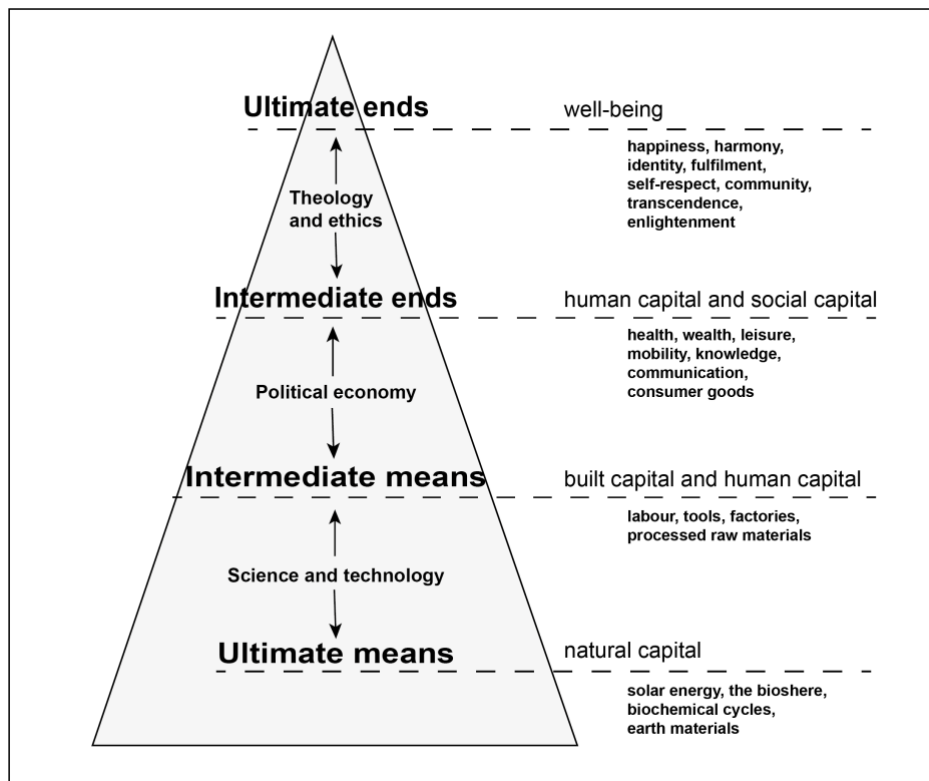 Ultimate ends
well-being
happiness, harmony,
identity, fulfilment,
self-respect, community,
transcendence,
enlightenment
Theology
and ethics
Intermediate ends
human capital and social capital
health, wealth, leisure,
mobility, knowledge,
communication,
consumer goods
Political economy
Intermediate means
built capital and human capital
labour, tools, factories,
processed raw materials
Science and technology
Ultimate means
natural capital
solar energy, the bioshere,
biochemical cycles,
earth materials